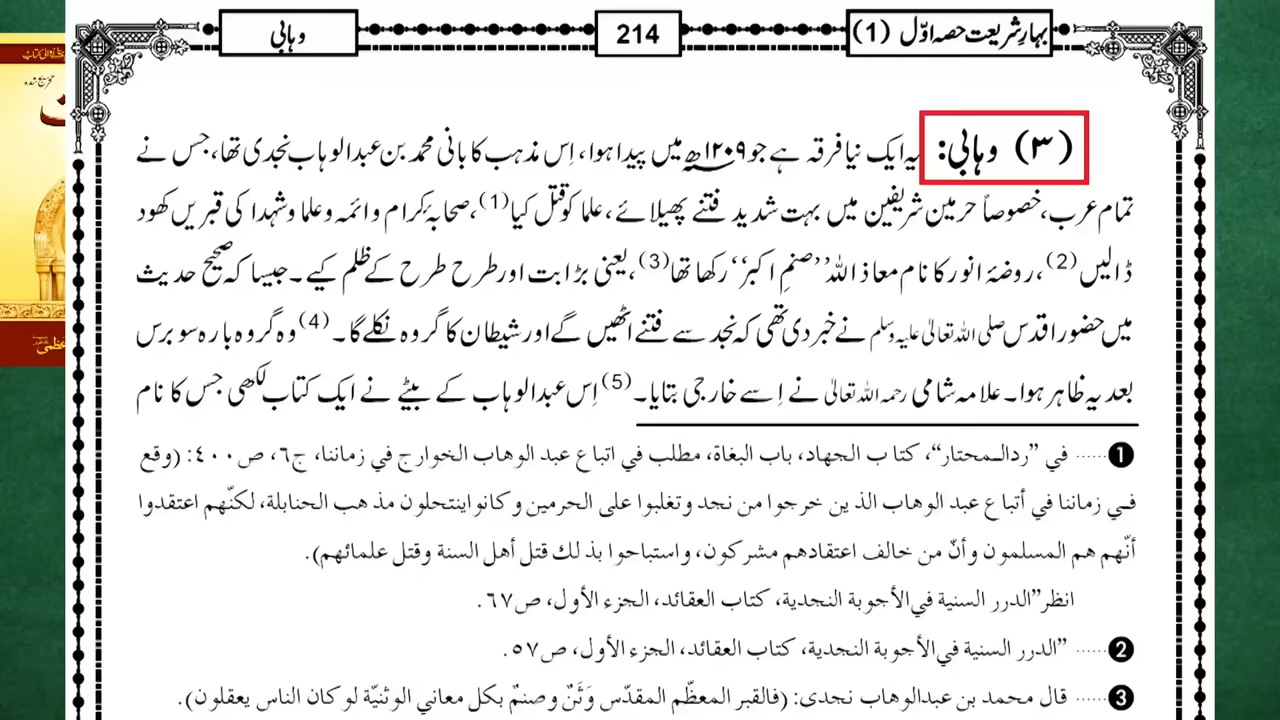 بہارِ شریعت حصہ اوّل (1)
214
وہابی
(۳) وہابی: یہ ایک نیا فرقہ ہے جو ۱۲۰۹ھ میں پیدا ہوا، اِس مذہب کا بانی محمد بن عبدالوہاب نجدی تھا، جس نے
تمام عرب، خصوصاً حرمین شریفین میں بہت شدید فتنے پھیلائے، علما کو قتل کیا(1)، صحابۂ کرام و ائمہ و علما و شہدا کی قبریں کھود
ڈالیں(2)، روضۂ انور کا نام معاذ اللہ ’’صنمِ اکبر‘‘ رکھا تھا(3)، یعنی بڑا بت اور طرح طرح کے ظلم کیے۔ جیسا کہ صحیح حدیث
میں حضور اقدس صلی اللہ تعالیٰ علیہ وسلم نے خبر دی تھی کہ نجد سے فتنے اٹھیں گے اور شیطان کا گروہ نکلے گا۔(4) وہ گروہ بارہ سو برس
بعد یہ ظاہر ہوا۔ علامہ شامی رحمہ اللہ تعالیٰ نے اِسے خارجی بتایا۔(5) اِس عبدالوہاب کے بیٹے نے ایک کتاب لکھی جس کا نام
1 ...... في ”ردالـمحتار“، كتاب الجهاد، باب البغاة، مطلب في اتباع عبد الوهاب الخوارج في زماننا، ج٦، ص٤٠٠: (وقع
في زماننا في أتباع عبد الوهاب الذين خرجوا من نجد وتغلبوا على الحرمين وكانوا ينتحلون مذهب الحنابلة، لكنّهم اعتقدوا
أنّهم هم المسلمون وأنّ من خالف اعتقادهم مشركون، واستباحوا بذلك قتل أهل السنة وقتل علمائهم).
انظر”الدرر السنية في الأجوبة النجدية، كتاب العقائد، الجزء الأول، ص٦٧.
2 ...... ”الدرر السنية في الأجوبة النجدية، كتاب العقائد، الجزء الأول، ص٥٧.
3 ...... قال محمد بن عبدالوهاب نجدی: (فالقبر المعظّم المقدّس وَثَنٌ وصنمٌ بكل معاني الوثنيّة لو كان الناس يعقلون).
تخریج شدہ